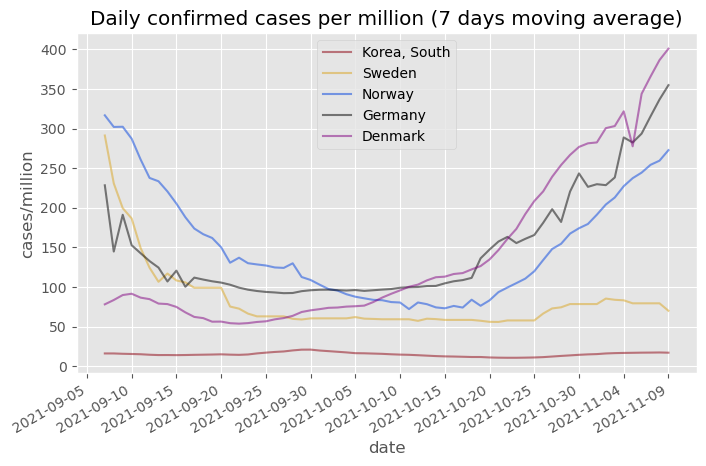 Daily confirmed cases per million (7 days moving average)
Korea, South
Sweden
Norway
Germany
Denmark
cases/million
400
350
300
250
200
150
100
50
0
2021-09-05
2021-09-10
2021-09-15
2021-09-20
2021-09-25
2021-09-30
2021-10-05
2021-10-10
2021-10-15
2021-10-20
2021-10-25
2021-10-30
2021-11-04
2021-11-09
date